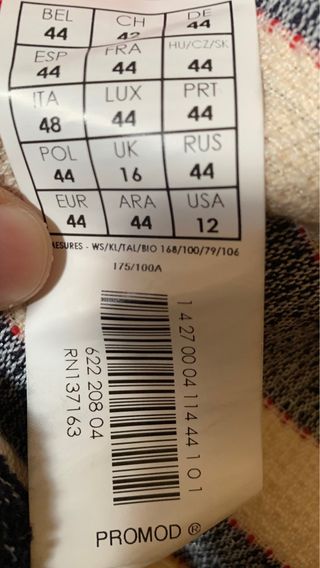 BEL CH DE
44 42 44
ESP FRA HU/CZ/SK
44 44 44
ITA LUX PRT
48 44 44
POL UK RUS
44 16 44
EUR ARA USA
44 44 12
MESURES - WS/KL/TAL/BIO 168/100/79/106
175/100A
1 427 00 04 114 44 1 0 1
622 208 04
RN137163
PROMOD ®